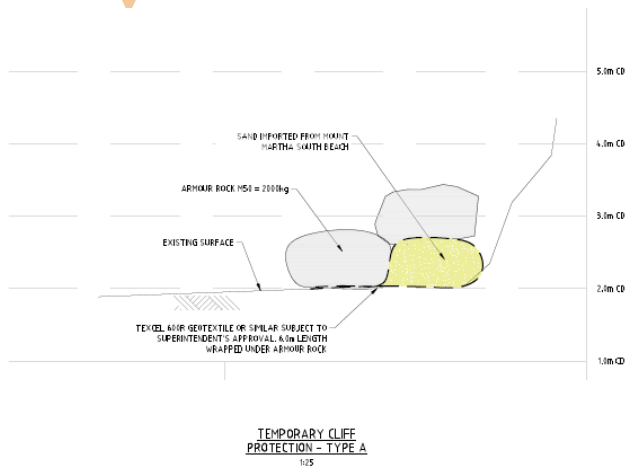 5.0m CD
SAND IMPORTED FROM MOUNT
MARTHA SOUTH BEACH
4.0m CD
ARMOUR ROCK M50 = 2000kg
3.0m CD
EXISTING SURFACE
2.0m CD
TEXCEL 600R GEOTEXTILE OR SIMILAR SUBJECT TO
SUPERINTENDENT'S APPROVAL. 6.0m LENGTH
WRAPPED UNDER ARMOUR ROCK
1.0m CD
TEMPORARY CLIFF
PROTECTION - TYPE A
1:25